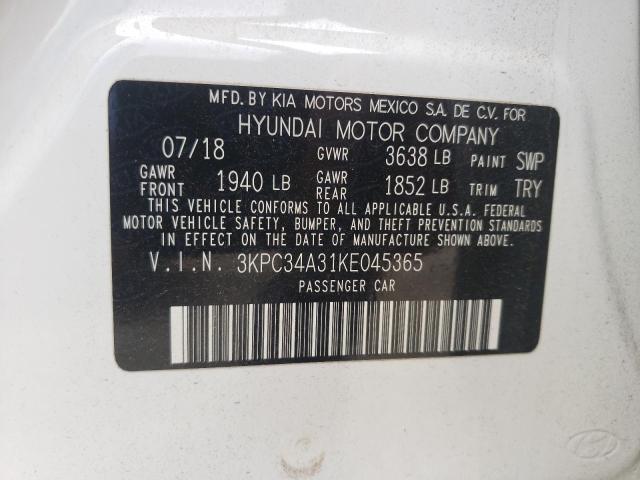 MFD. BY KIA MOTORS MEXICO S.A. DE C.V. FOR
HYUNDAI MOTOR COMPANY
07/18 GVWR 3638 LB PAINT SWP
GAWR FRONT 1940 LB GAWR REAR 1852 LB TRIM TRY
THIS VEHICLE CONFORMS TO ALL APPLICABLE U.S.A. FEDERAL
MOTOR VEHICLE SAFETY, BUMPER, AND THEFT PREVENTION STANDARDS
IN EFFECT ON THE DATE OF MANUFACTURE SHOWN ABOVE.
V.I.N. 3KPC34A31KE045365
PASSENGER CAR